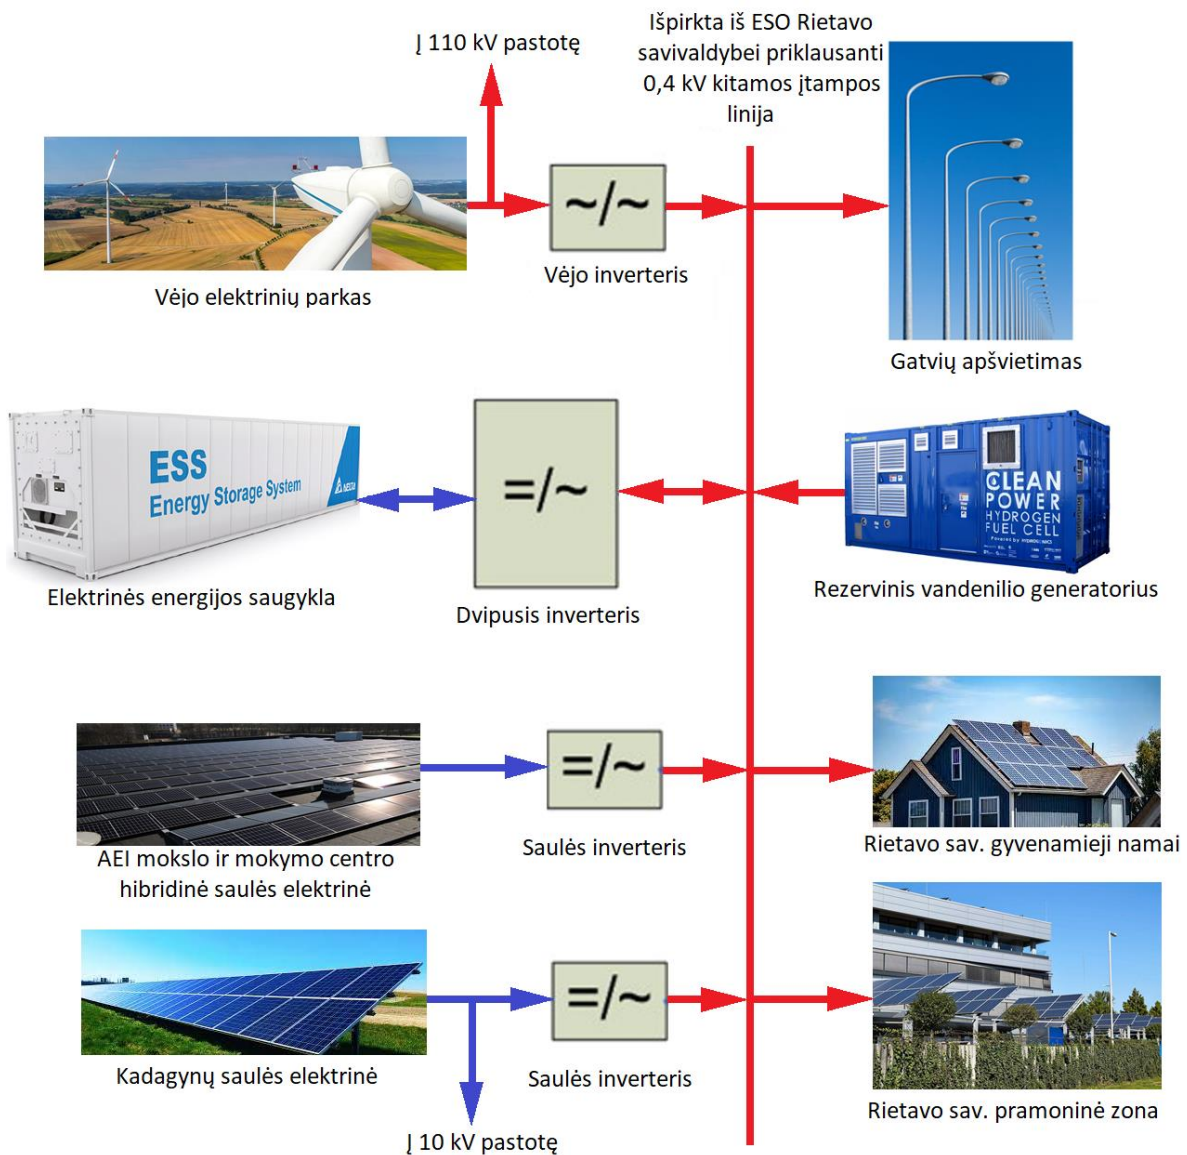 Į 110 kV pastotę
Išpirkta iš ESO Rietavo
savivaldybei priklausanti
0,4 kV kitamos įtampos
linija
~/~
Vėjo inverteris
Vėjo elektrinių parkas
Gatvių apšvietimas
ESS
Energy Storage System
=/~
CLEAN
POWER
HYDROGEN
FUEL CELL
Powered by HYDROGENICS
Elektrinės energijos saugykla
Dvipusis inverteris
Rezervinis vandenilio generatorius
=/~
AEI mokslo ir mokymo centro
hibridinė saulės elektrinė
Saulės inverteris
Rietavo sav. gyvenamieji namai
=/~
Kadagynų saulės elektrinė
Saulės inverteris
Rietavo sav. pramoninė zona
Į 10 kV pastotę